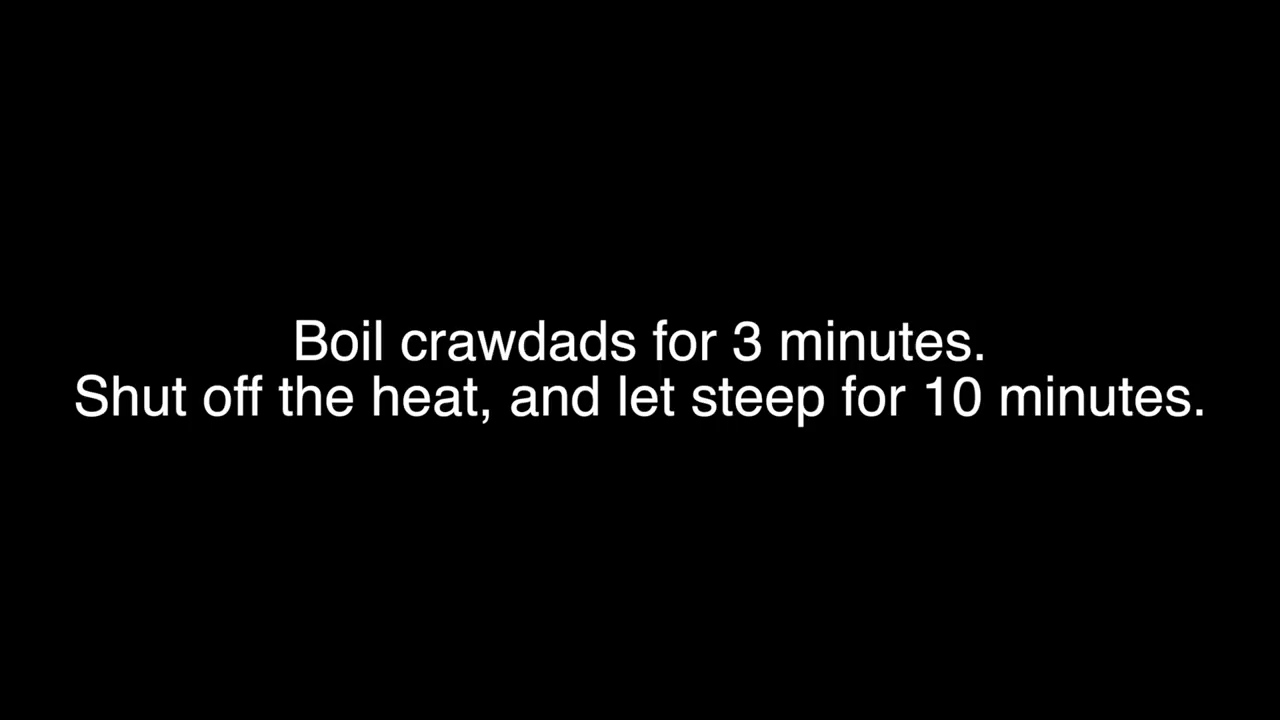 Boil crawdads for 3 minutes.
Shut off the heat, and let steep for 10 minutes.